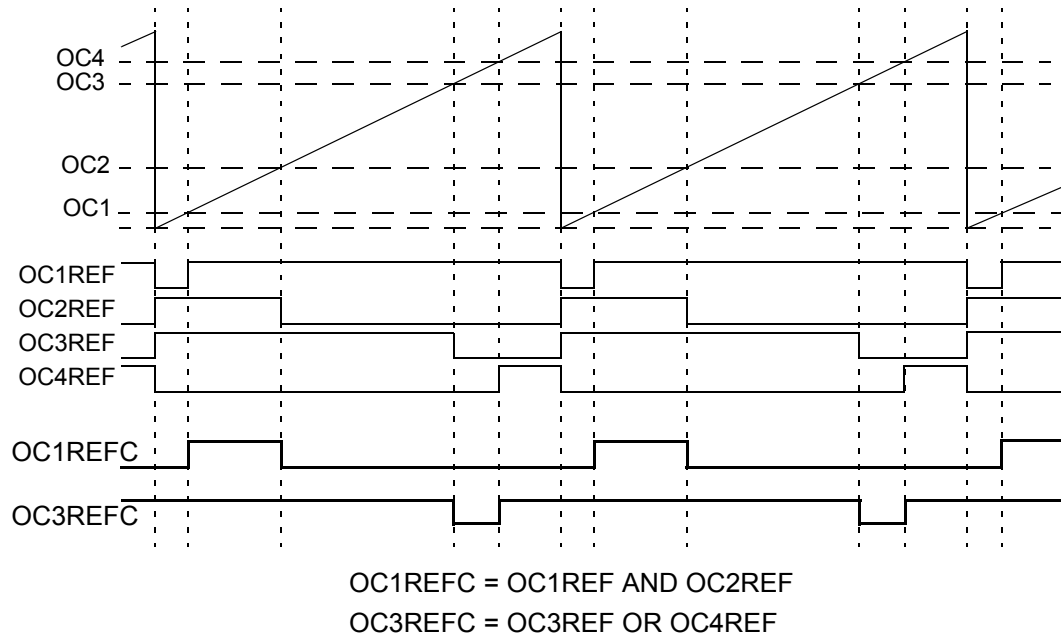 OC4
OC3
OC2
OC1
OC1REF
OC2REF
OC3REF
OC4REF
OC1REFC
OC3REFC
OC1REFC = OC1REF AND OC2REF
OC3REFC = OC3REF OR OC4REF